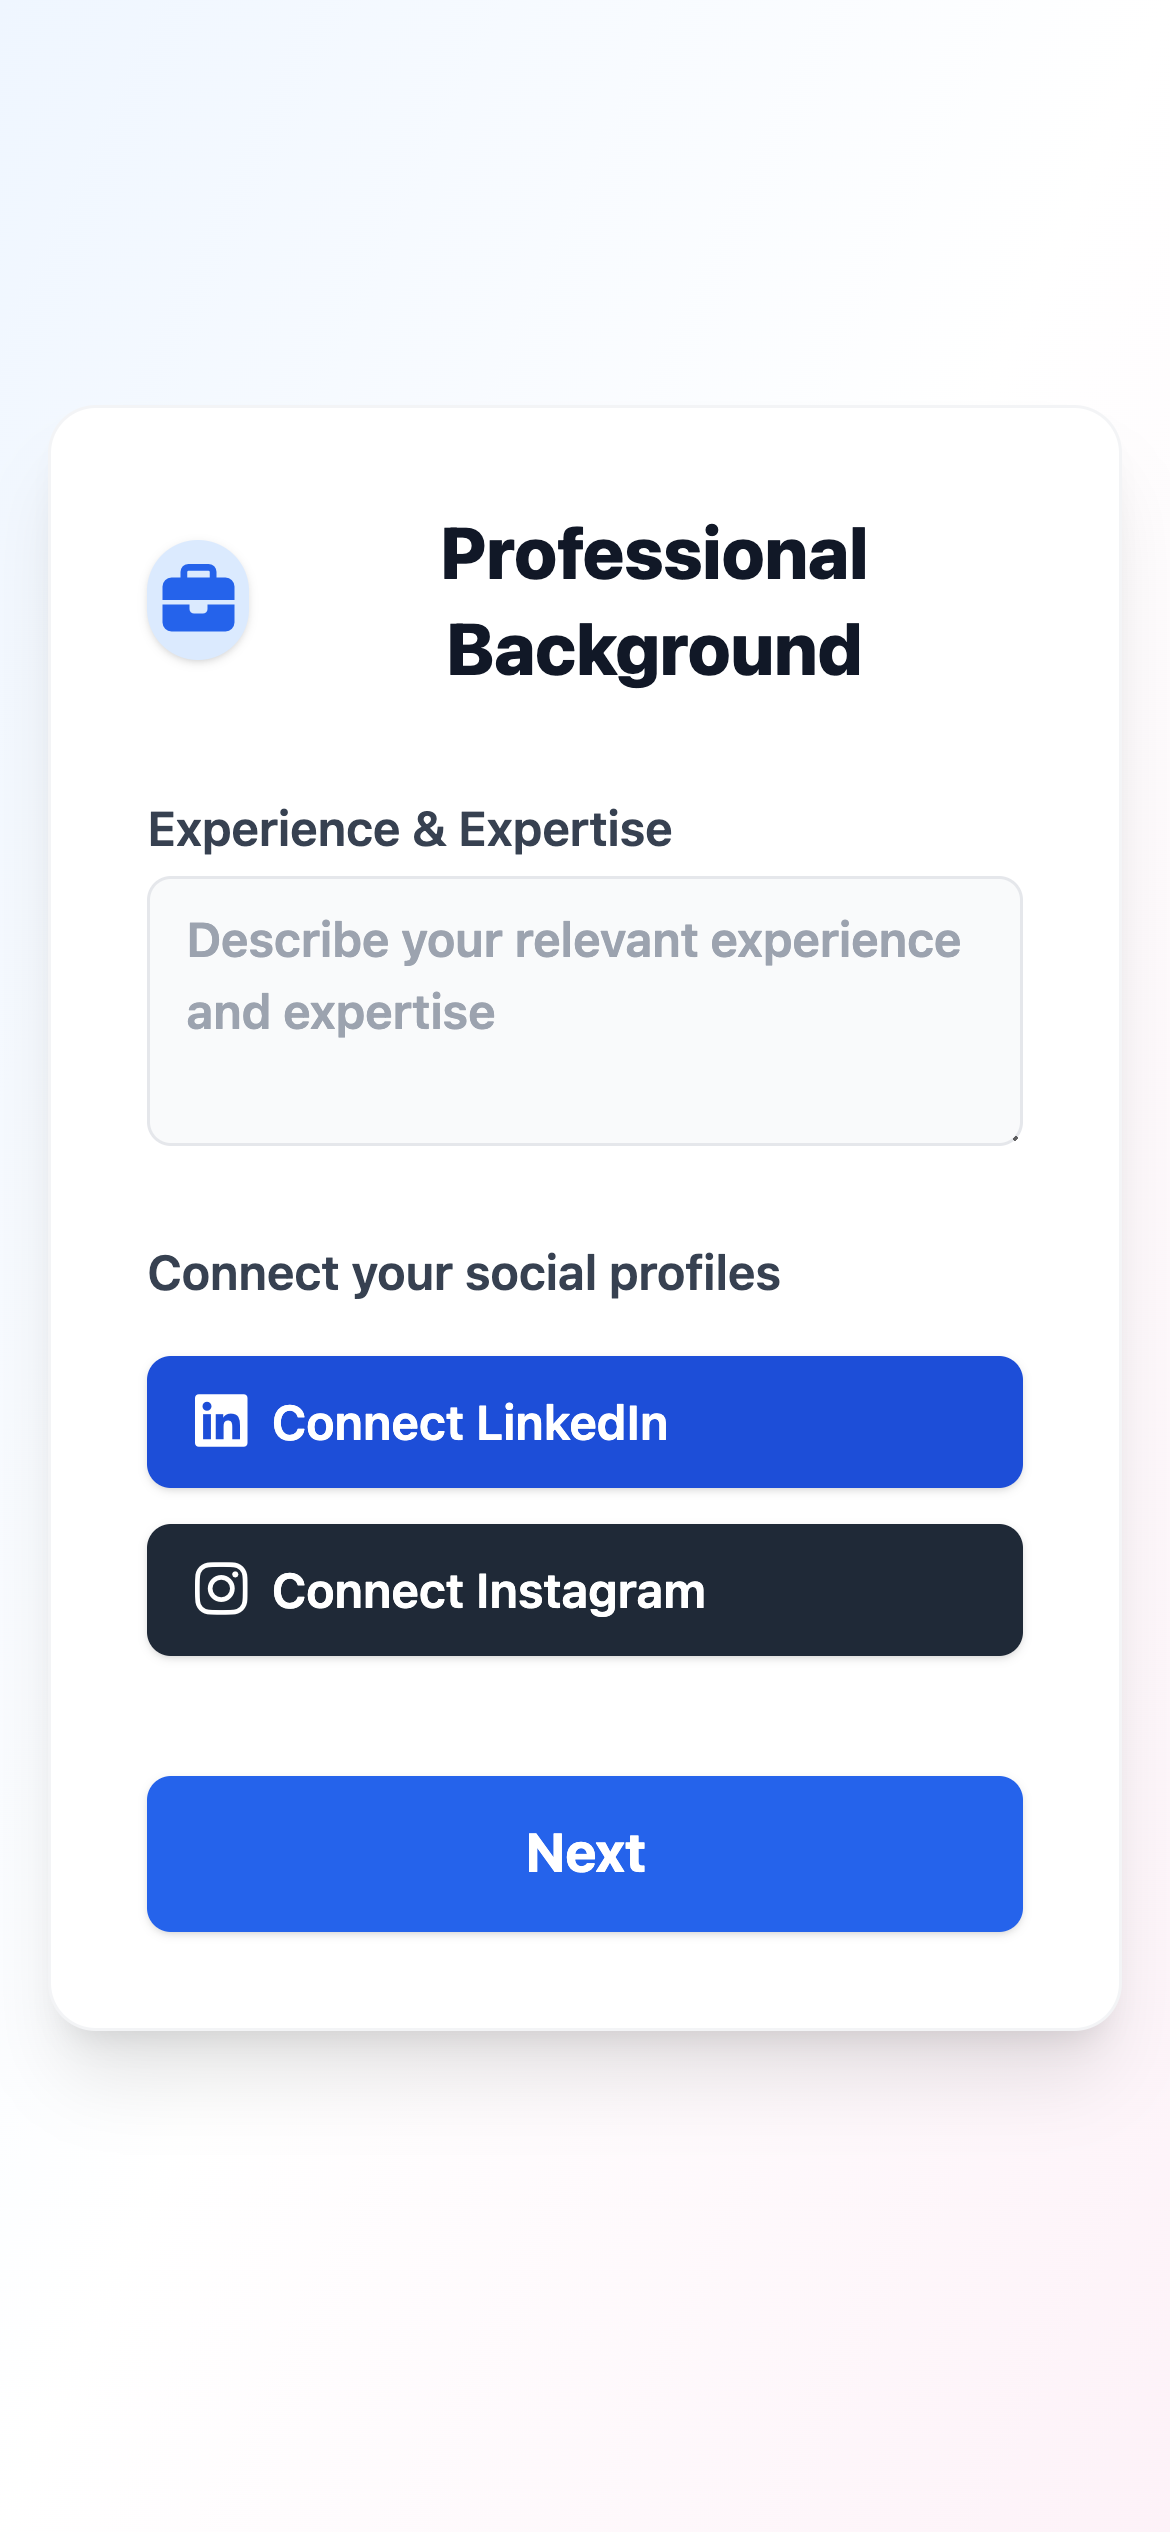 Professional
Background
Experience & Expertise
Describe your relevant experience
and expertise
Connect your social profiles
in Connect LinkedIn
Connect Instagram
Next